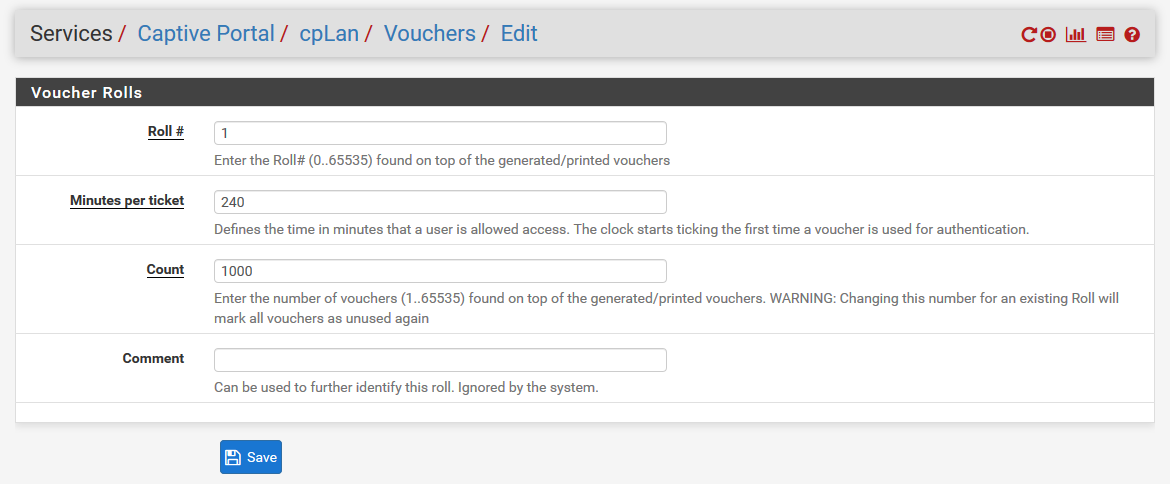 Services / Captive Portal / cpLan / Vouchers / Edit
Voucher Rolls
Roll #
1
Enter the Roll# (0..65535) found on top of the generated/printed vouchers
Minutes per ticket
240
Defines the time in minutes that a user is allowed access. The clock starts ticking the first time a voucher is used for authentication.
Count
1000
Enter the number of vouchers (1..65535) found on top of the generated/printed vouchers. WARNING: Changing this number for an existing Roll will
mark all vouchers as unused again
Comment
Can be used to further identify this roll. Ignored by the system.
Save